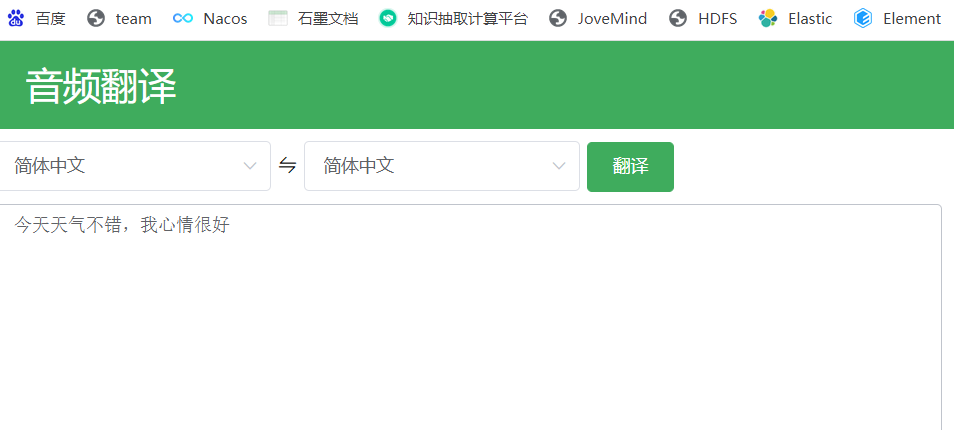 百度 team Nacos 石墨文档 知识抽取计算平台 JoveMind HDFS Elastic Element
音频翻译
简体中文 ⇋ 简体中文 翻译
今天天气不错，我心情很好